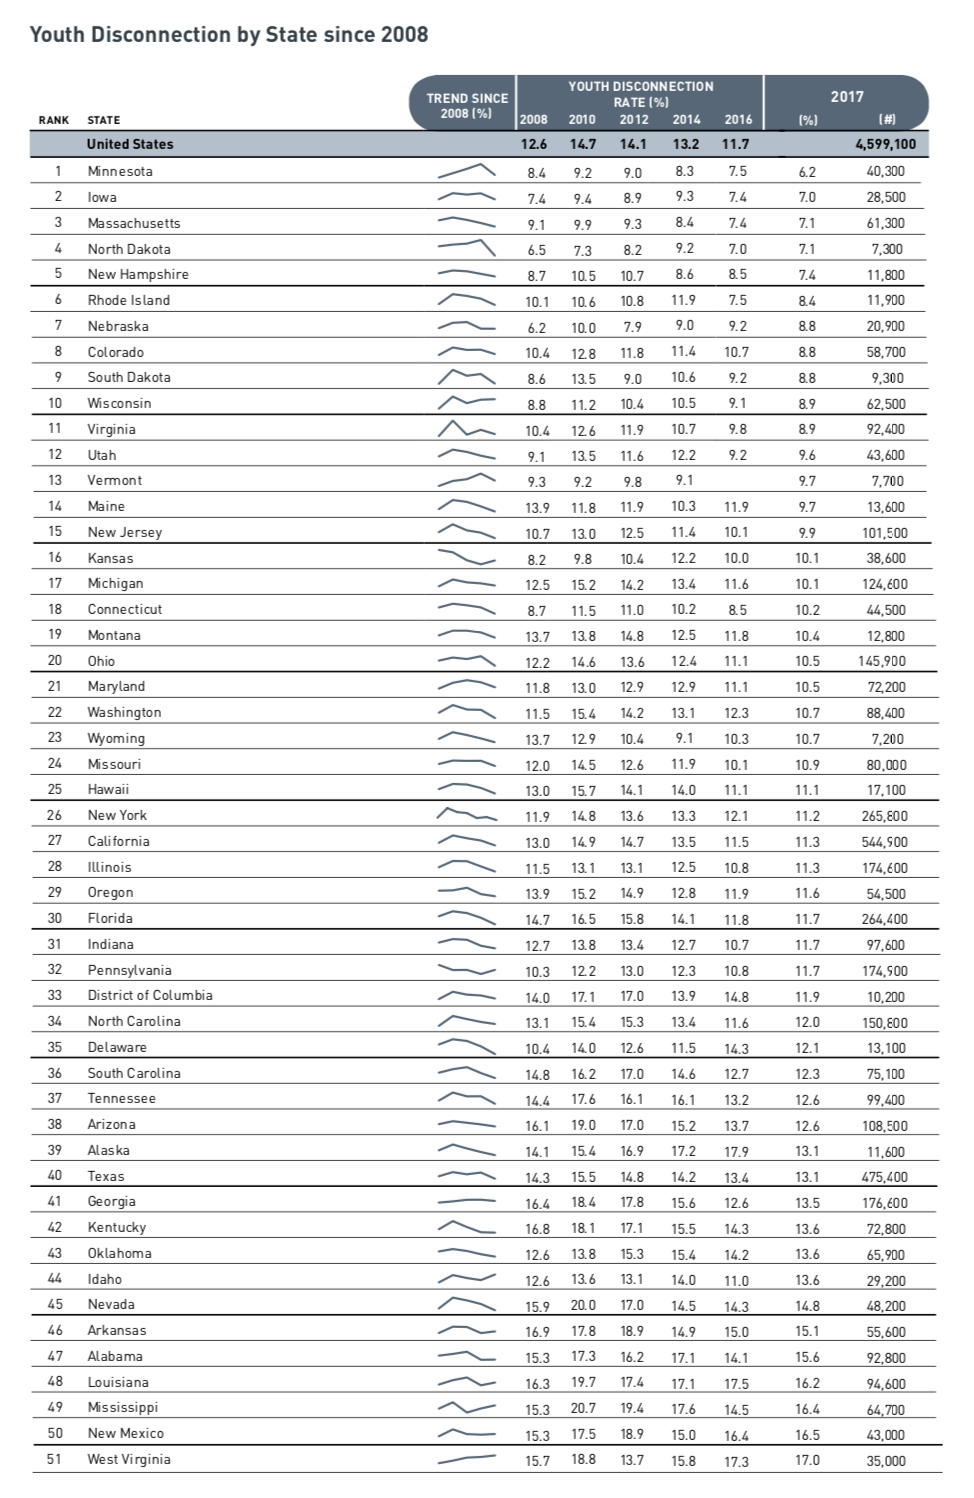 Youth Disconnection by State since 2008
YOUTH DISCONNECTION
RATE (%)
2017
TREND SINCE
2008 (%)
RANK STATE 2008 2010 2012 2014 2016 (%) (#)
United States 12.6 14.7 14.1 13.2 11.7 4,599,100
1 Minnesota 8.4 9.2 9.0 8.3 7.5 6.2 40,300
2 Iowa 7.4 9.4 8.9 9.3 7.4 7.0 28,500
3 Massachusetts 9.1 9.9 9.3 8.4 7.4 7.1 61,300
4 North Dakota 6.5 7.3 8.2 9.2 7.0 7.1 7,300
5 New Hampshire 8.7 10.5 10.7 8.6 8.5 7.4 11,800
6 Rhode Island 10.1 10.6 10.8 11.9 7.5 8.4 11,900
7 Nebraska 6.2 10.0 7.9 9.0 9.2 8.8 20,900
8 Colorado 10.4 12.8 11.8 11.4 10.7 8.8 58,700
9 South Dakota 8.6 13.5 9.0 10.6 9.2 8.8 9,300
10 Wisconsin 8.8 11.2 10.4 10.5 9.1 8.9 62,500
11 Virginia 10.4 12.6 11.9 10.7 9.8 8.9 92,400
12 Utah 9.1 13.5 11.6 12.2 9.2 9.6 43,600
13 Vermont 9.3 9.2 9.8 9.1 9.7 7,700
14 Maine 13.9 11.8 11.9 10.3 11.9 9.7 13,600
15 New Jersey 10.7 13.0 12.5 11.4 10.1 9.9 101,500
16 Kansas 8.2 9.8 10.4 12.2 10.0 10.1 38,600
17 Michigan 12.5 15.2 14.2 13.4 11.6 10.1 124,600
18 Connecticut 8.7 11.5 11.0 10.2 8.5 10.2 44,500
19 Montana 13.7 13.8 14.8 12.5 11.8 10.4 12,800
20 Ohio 12.2 14.6 13.6 12.4 11.1 10.5 145,900
21 Maryland 11.8 13.0 12.9 12.9 11.1 10.5 72,200
22 Washington 11.5 15.4 14.2 13.1 12.3 10.7 88,400
23 Wyoming 13.7 12.9 10.4 9.1 10.3 10.7 7,200
24 Missouri 12.0 14.5 12.6 11.9 10.1 10.9 80,000
25 Hawaii 13.0 15.7 14.1 14.0 11.1 11.1 17,100
26 New York 11.9 14.8 13.6 13.3 12.1 11.2 265,800
27 California 13.0 14.9 14.7 13.5 11.5 11.3 544,900
28 Illinois 11.5 13.1 13.1 12.5 10.8 11.3 174,600
29 Oregon 13.9 15.2 14.9 12.8 11.9 11.6 54,500
30 Florida 14.7 16.5 15.8 14.1 11.8 11.7 264,400
31 Indiana 12.7 13.8 13.4 12.7 10.7 11.7 97,600
32 Pennsylvania 10.3 12.2 13.0 12.3 10.8 11.7 174,900
33 District of Columbia 14.0 17.1 17.0 13.9 14.8 11.9 10,200
34 North Carolina 13.1 15.4 15.3 13.4 11.6 12.0 150,800
35 Delaware 10.4 14.0 12.6 11.5 14.3 12.1 13,100
36 South Carolina 14.8 16.2 17.0 14.6 12.7 12.3 75,100
37 Tennessee 14.4 17.6 16.1 16.1 13.2 12.6 99,400
38 Arizona 16.1 19.0 17.0 15.2 13.7 12.6 108,500
39 Alaska 14.1 15.4 16.9 17.2 17.9 13.1 11,600
40 Texas 14.3 15.5 14.8 14.2 13.4 13.1 475,400
41 Georgia 16.4 18.4 17.8 15.6 12.6 13.5 176,600
42 Kentucky 16.8 18.1 17.1 15.5 14.3 13.6 72,800
43 Oklahoma 12.6 13.8 15.3 15.4 14.2 13.6 65,900
44 Idaho 12.6 13.6 13.1 14.0 11.0 13.6 29,200
45 Nevada 15.9 20.0 17.0 14.5 14.3 14.8 48,200
46 Arkansas 16.9 17.8 18.9 14.9 15.0 15.1 55,600
47 Alabama 15.3 17.3 16.2 17.1 14.1 15.6 92,800
48 Louisiana 16.3 19.7 17.4 17.1 17.5 16.2 94,600
49 Mississippi 15.3 20.7 19.4 17.6 14.5 16.4 64,700
50 New Mexico 15.3 17.5 18.9 15.0 16.4 16.5 43,000
51 West Virginia 15.7 18.8 13.7 15.8 17.3 17.0 35,000